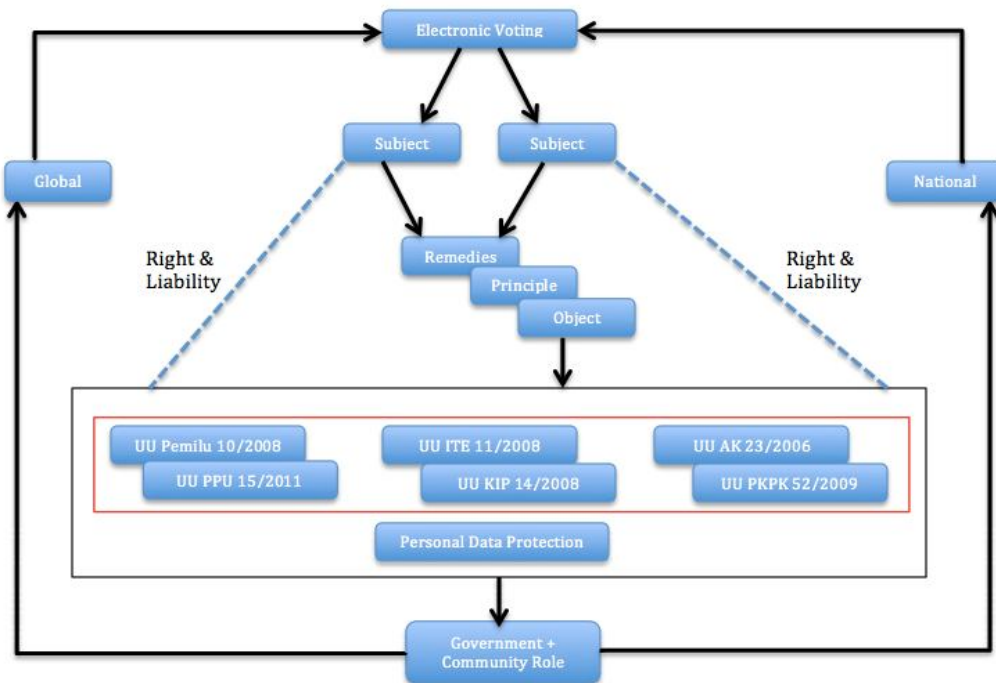 Electronic Voting
Subject
Subject
Global
National
Right &
Liability
Right &
Liability
Remedies
Principle
Object
UU Pemilu 10/2008
UU PPU 15/2011
UU ITE 11/2008
UU KIP 14/2008
UU AK 23/2006
UU PKPK 52/2009
Personal Data Protection
Government +
Community Role